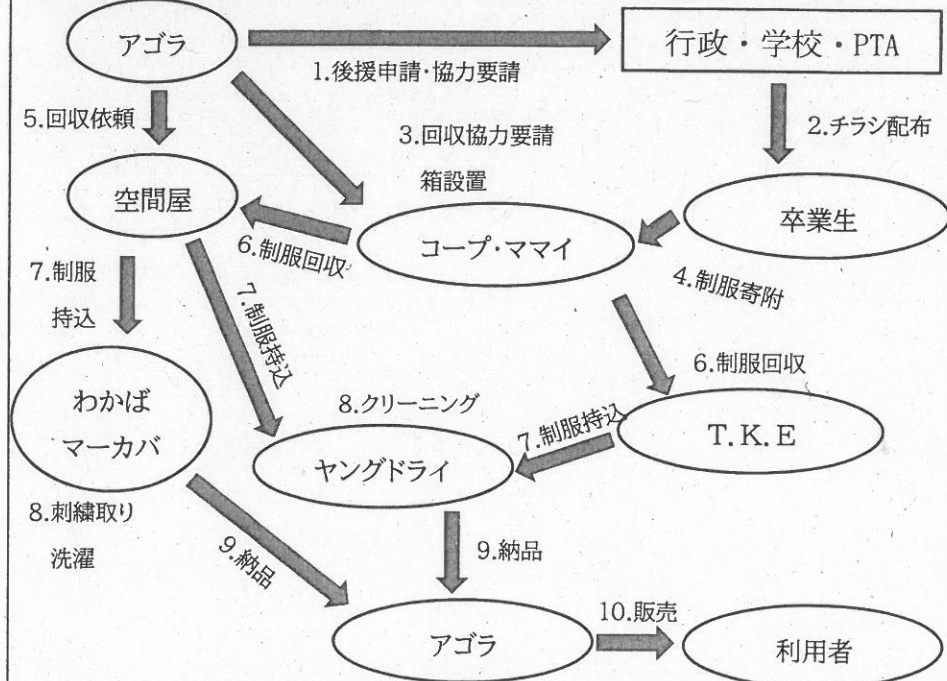 アゴラ
行政・学校・PTA
1.後援申請・協力要請
5.回収依頼
3.回収協力要請
箱設置
2.チラシ配布
空間屋
コープ・ママイ
卒業生
6.制服回収
4.制服寄附
7.制服
持込
7.制服持込
6.制服回収
わかば
マーカバ
8.クリーニング
7.制服持込
T.K.E
ヤングドライ
8.刺繍取り
洗濯
9.納品
9.納品
アゴラ
10.販売
利用者